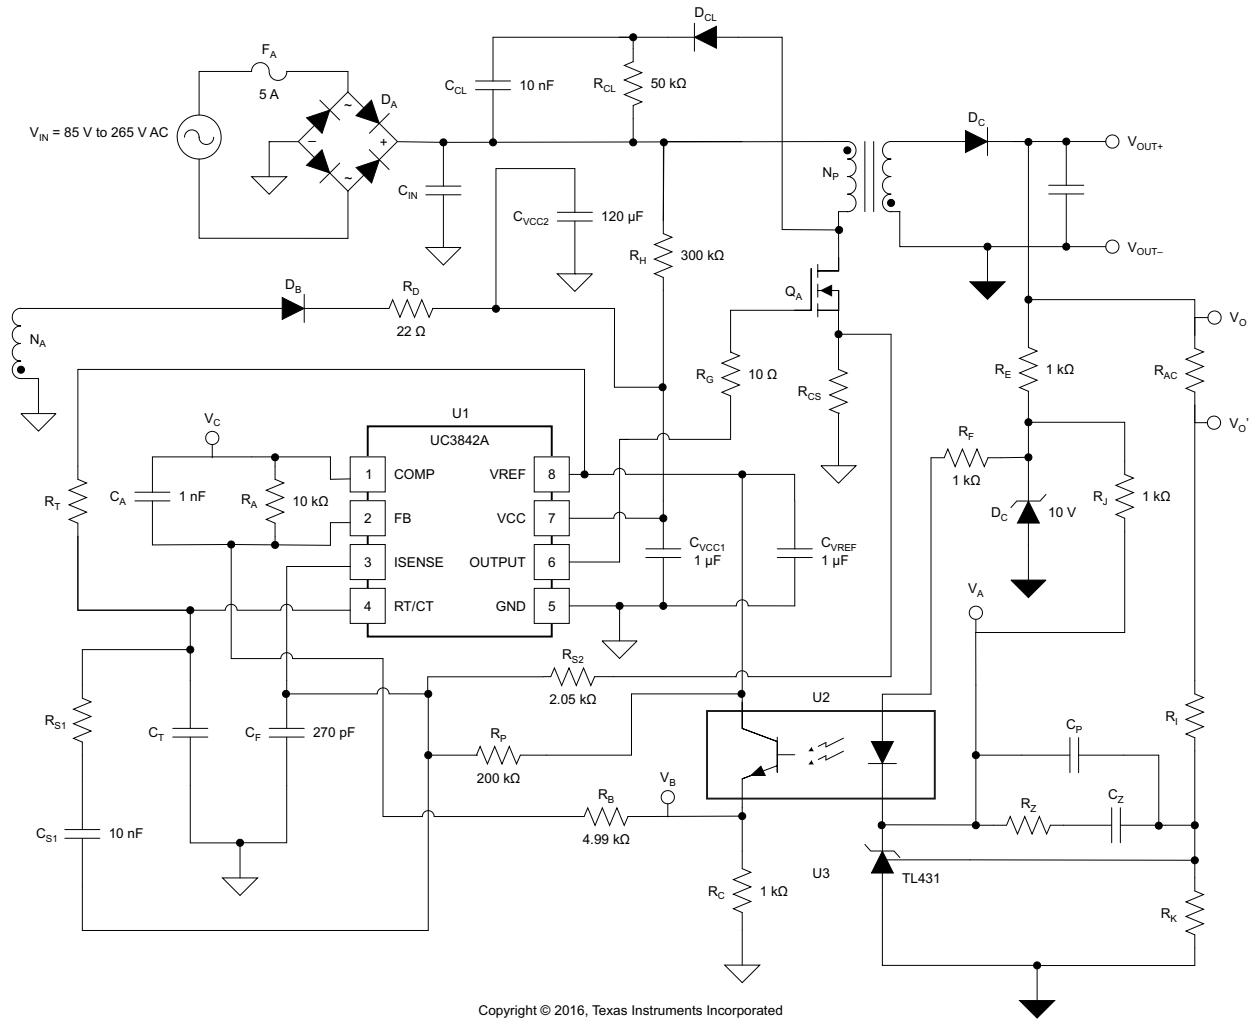 D_CL
F_A
5 A
C_CL
10 nF
R_CL
50 kΩ
V_IN = 85 V to 265 V AC
~
D_A
−
+
~
D_C
V_OUT+
N_P
C_IN
C_VCC2
120 µF
R_H
300 kΩ
V_OUT–
Q_A
D_B
R_D
22 Ω
N_A
V_O
R_G
10 Ω
R_CS
R_E
1 kΩ
R_AC
V_O'
U1
UC3842A
V_C
R_F
1 kΩ
C_A
1 nF
R_A
10 kΩ
R_T
1
COMP
VREF
8
2
FB
VCC
7
3
ISENSE
OUTPUT
6
4
RT/CT
GND
5
R_J
1 kΩ
D_C
10 V
C_VCC1
1 µF
C_VREF
1 µF
V_A
R_S2
2.05 kΩ
U2
R_S1
C_T
C_F
270 pF
R_P
200 kΩ
C_P
R_I
V_B
R_B
4.99 kΩ
R_Z
C_Z
C_S1
10 nF
U3
TL431
R_C
1 kΩ
R_K
Copyright © 2016, Texas Instruments Incorporated